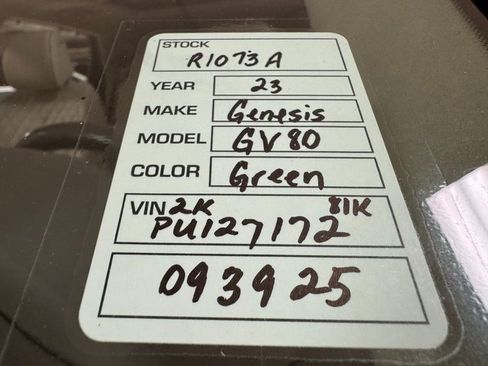 STOCK
R1073A
YEAR 23
MAKE Genesis
MODEL GV80
COLOR Green
VIN 2K 81K
PU127172
093925